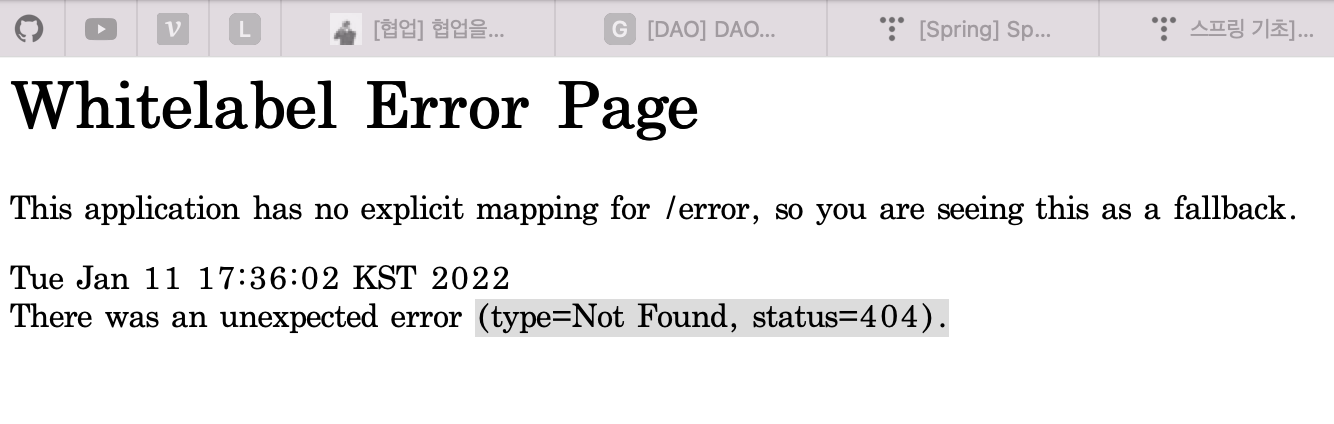 V L [협업] 협업을... G [DAO] DAO... [Spring] Sp... 스프링 기초]...
Whitelabel Error Page
This application has no explicit mapping for /error, so you are seeing this as a fallback.
Tue Jan 11 17:36:02 KST 2022
There was an unexpected error (type=Not Found, status=404).